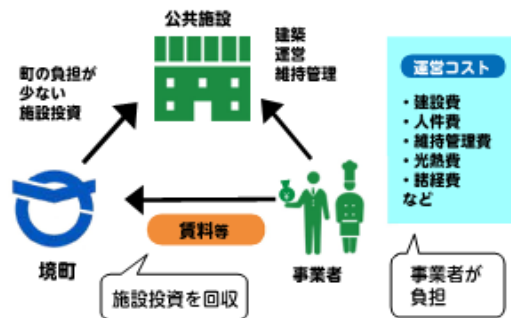 公共施設
町の負担が
少ない
施設投資
建築
運営
維持管理
運営コスト
・建設費
・人件費
・維持管理費
・光熱費
・諸経費
など
賃料等
境町
事業者
施設投資を回収
事業者が
負担